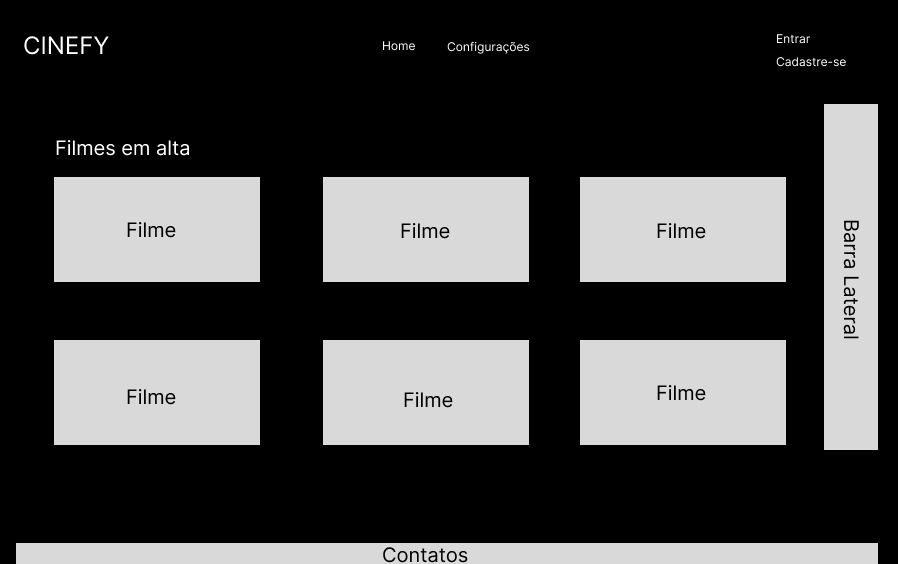 CINEFY
Home
Configurações
Entrar
Cadastre-se
Filmes em alta
Filme
Filme
Filme
Barra Lateral
Filme
Filme
Filme
Contatos